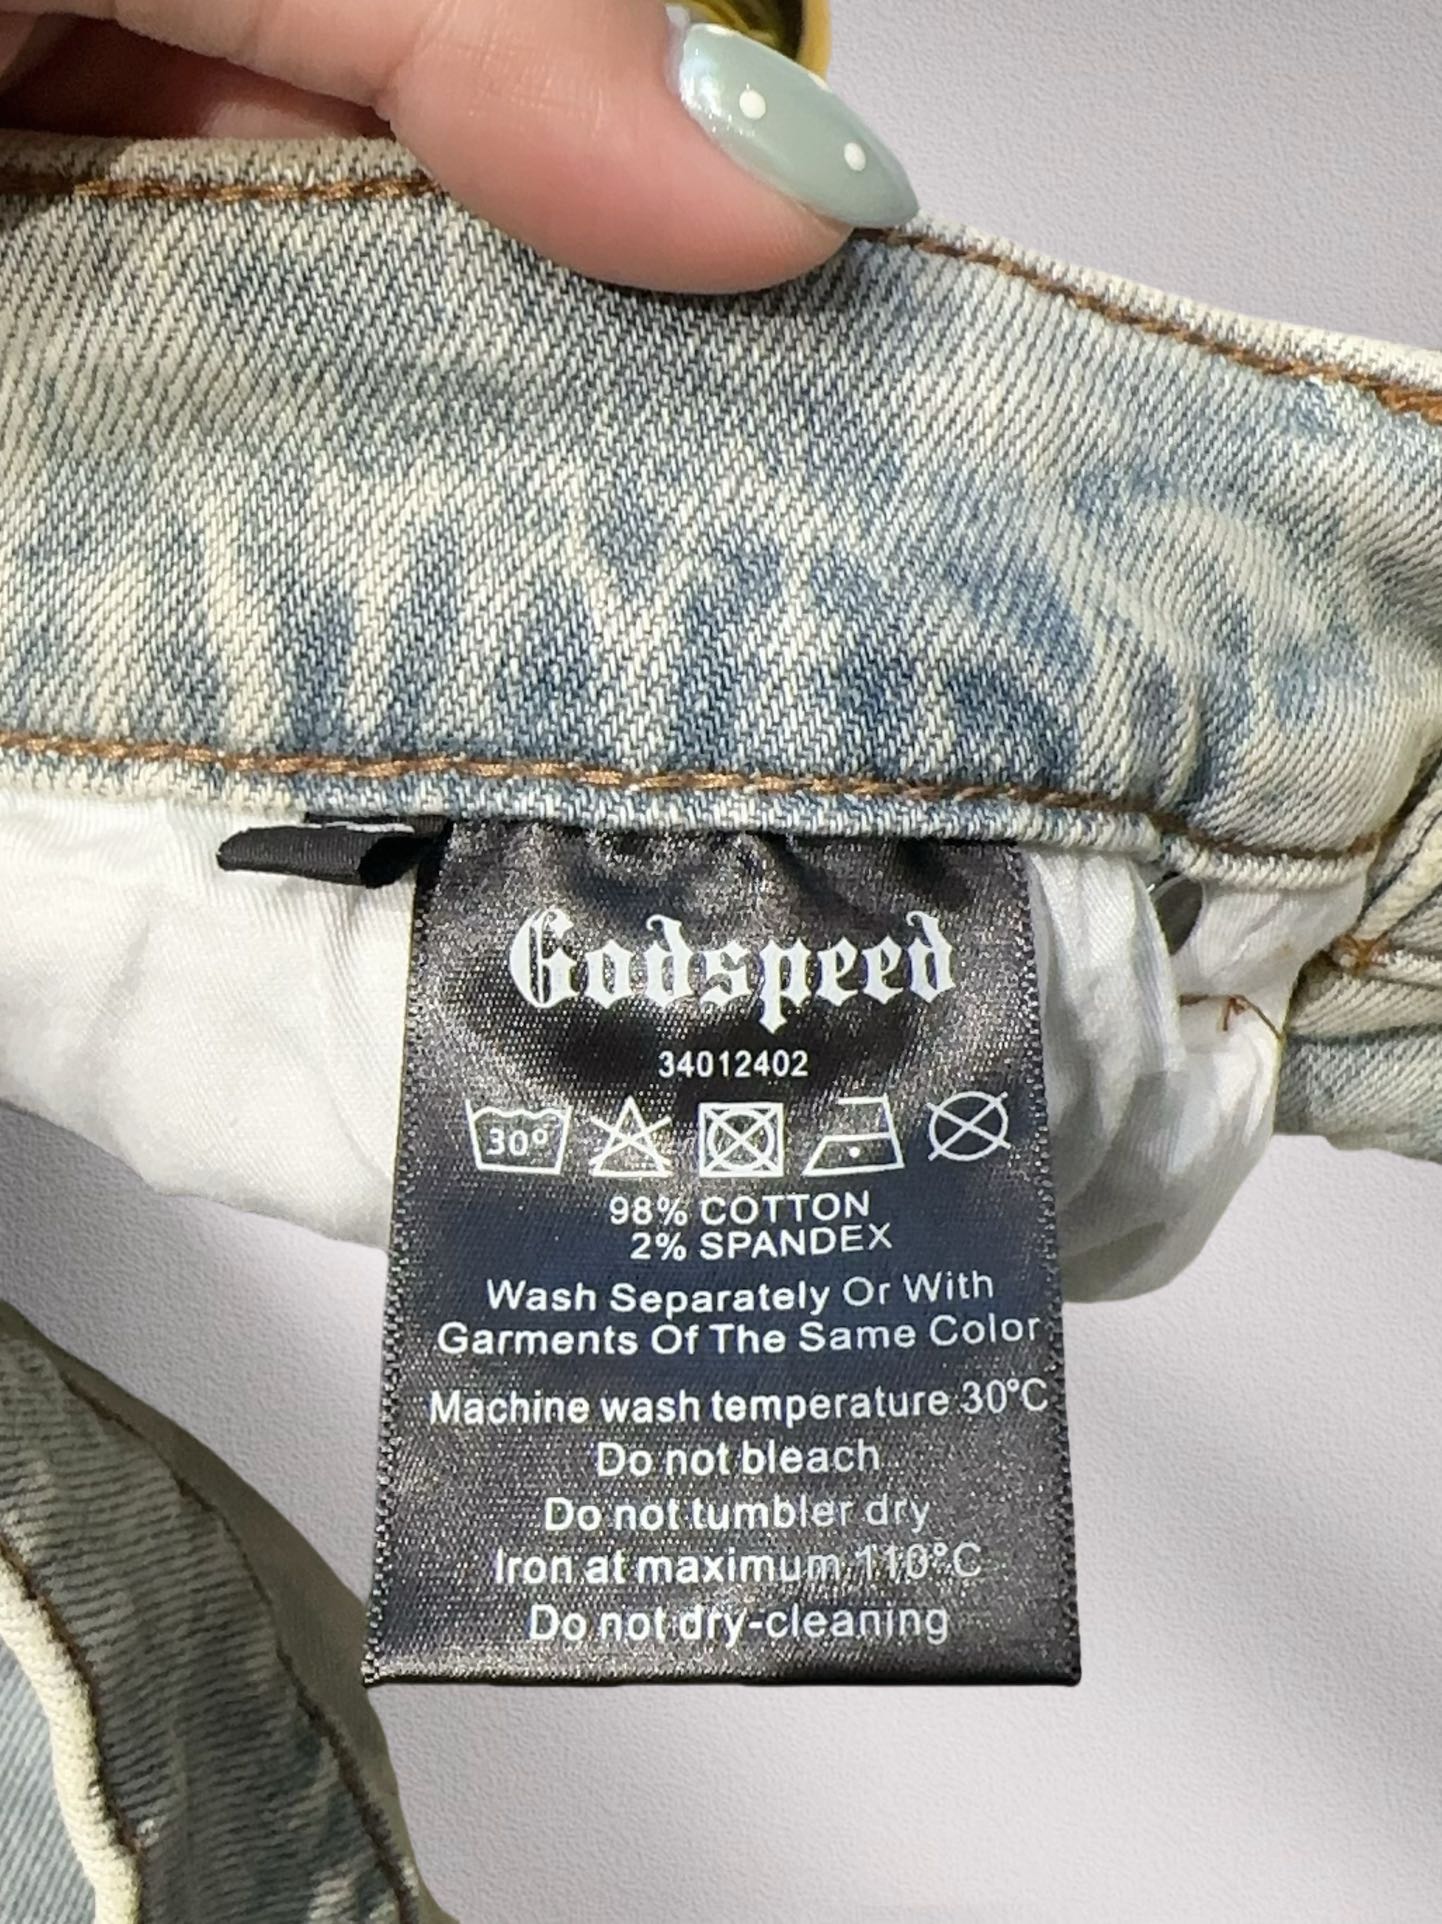 Godspeed
34012402
30°
98% COTTON
2% SPANDEX
Wash Separately Or With
Garments Of The Same Color
Machine wash temperature 30°C
Do not bleach
Do not tumbler dry
Iron at maximum 110°C
Do not dry-cleaning